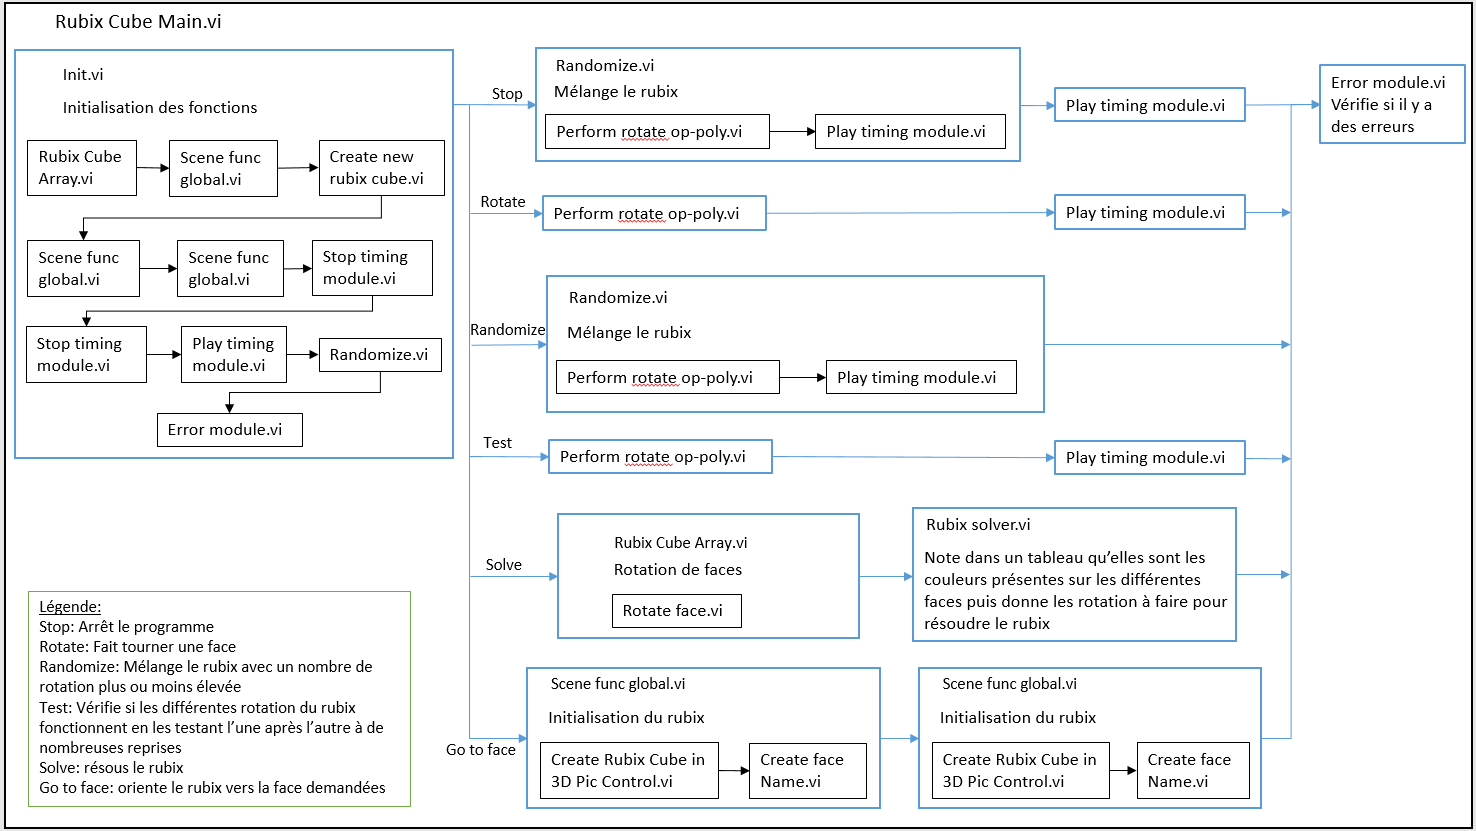 Rubix Cube Main.vi
Init.vi
Initialisation des fonctions
Rubix Cube
Array.vi
Scene func
global.vi
Create new
rubix cube.vi
Scene func
global.vi
Scene func
global.vi
Stop timing
module.vi
Stop timing
module.vi
Play timing
module.vi
Randomize.vi
Error module.vi
Stop
Randomize.vi
Mélange le rubix
Perform rotate op-poly.vi
Play timing module.vi
Play timing module.vi
Error module.vi
Vérifie si il y a
des erreurs
Rotate
Perform rotate op-poly.vi
Play timing module.vi
Randomize
Randomize.vi
Mélange le rubix
Perform rotate op-poly.vi
Play timing module.vi
Test
Perform rotate op-poly.vi
Play timing module.vi
Solve
Rubix Cube Array.vi
Rotation de faces
Rotate face.vi
Rubix solver.vi
Note dans un tableau qu’elles sont les
couleurs présentes sur les différentes
faces puis donne les rotation à faire pour
résoudre le rubix
Go to face
Scene func global.vi
Initialisation du rubix
Create Rubix Cube in
3D Pic Control.vi
Create face
Name.vi
Scene func global.vi
Initialisation du rubix
Create Rubix Cube in
3D Pic Control.vi
Create face
Name.vi
Légende:
Stop: Arrêt le programme
Rotate: Fait tourner une face
Randomize: Mélange le rubix avec un nombre de
rotation plus ou moins élevée
Test: Vérifie si les différentes rotation du rubix
fonctionnent en les testant l’une après l’autre à de
nombreuses reprises
Solve: résous le rubix
Go to face: oriente le rubix vers la face demandées